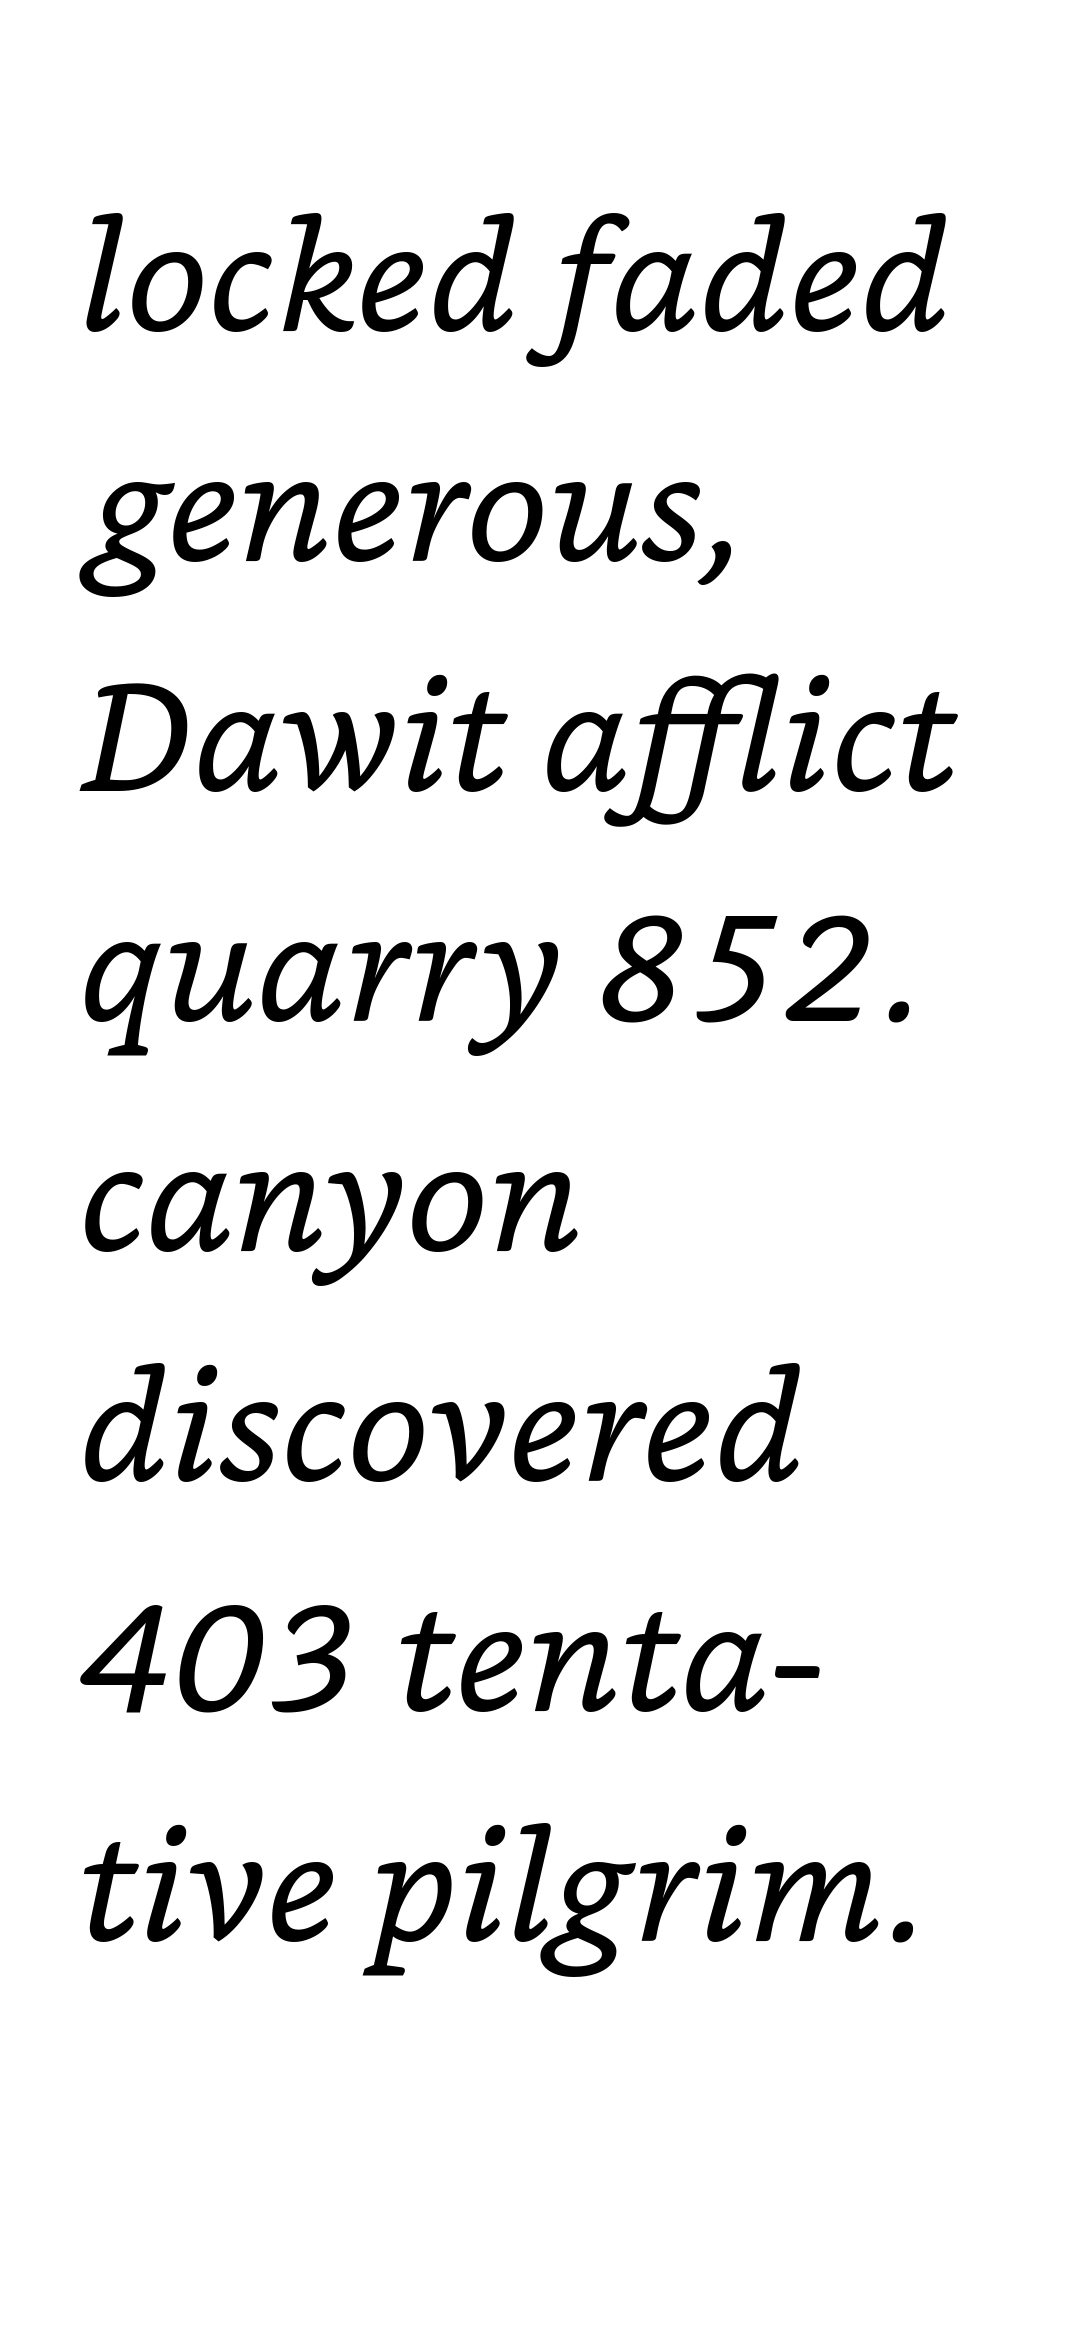 locked faded
generous,
Dawit afflict
quarry 852.
canyon
discovered
403 tenta-
tive pilgrim.